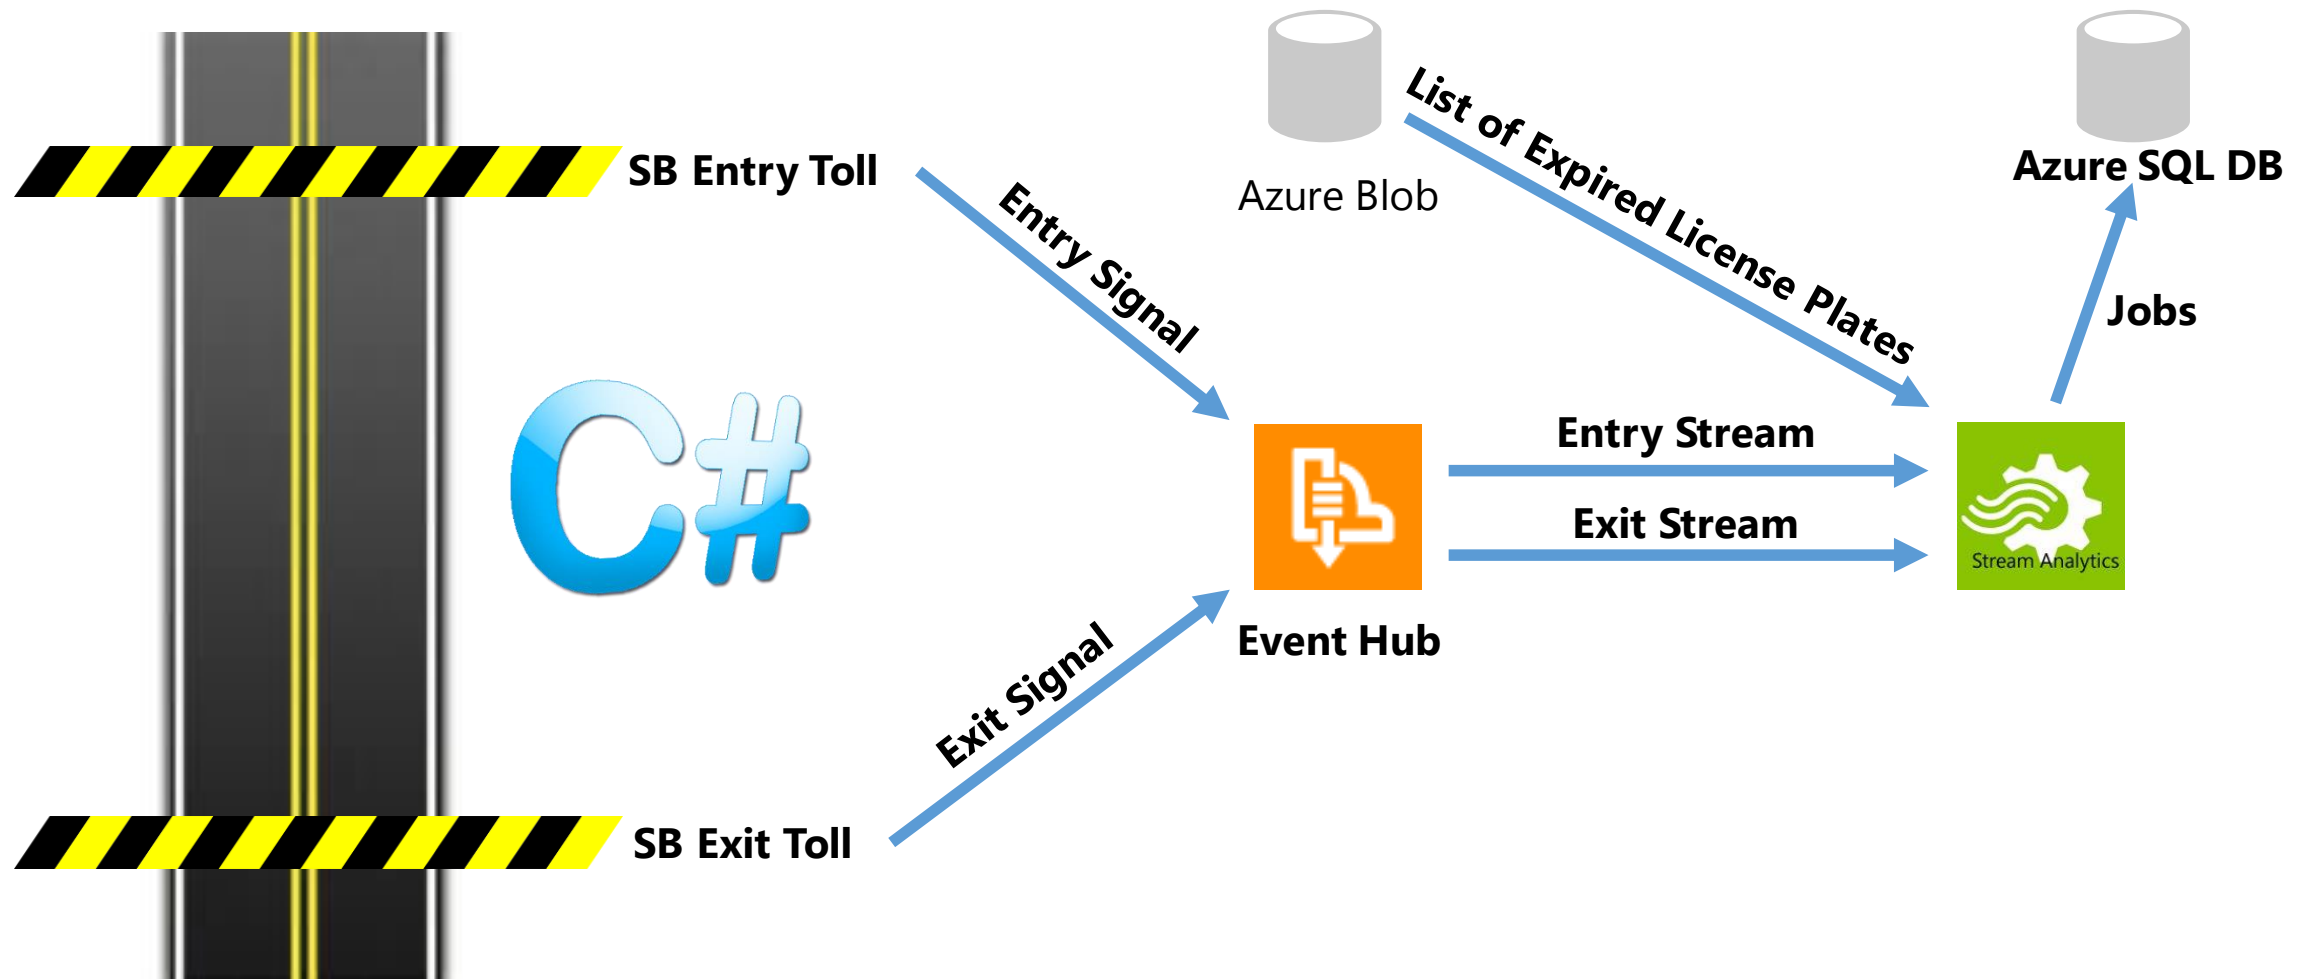 SB Entry Toll
Entry Signal
C#
Exit Signal
SB Exit Toll
Azure Blob
List of Expired License Plates
Azure SQL DB
Jobs
Entry Stream
Exit Stream
Stream Analytics
Event Hub